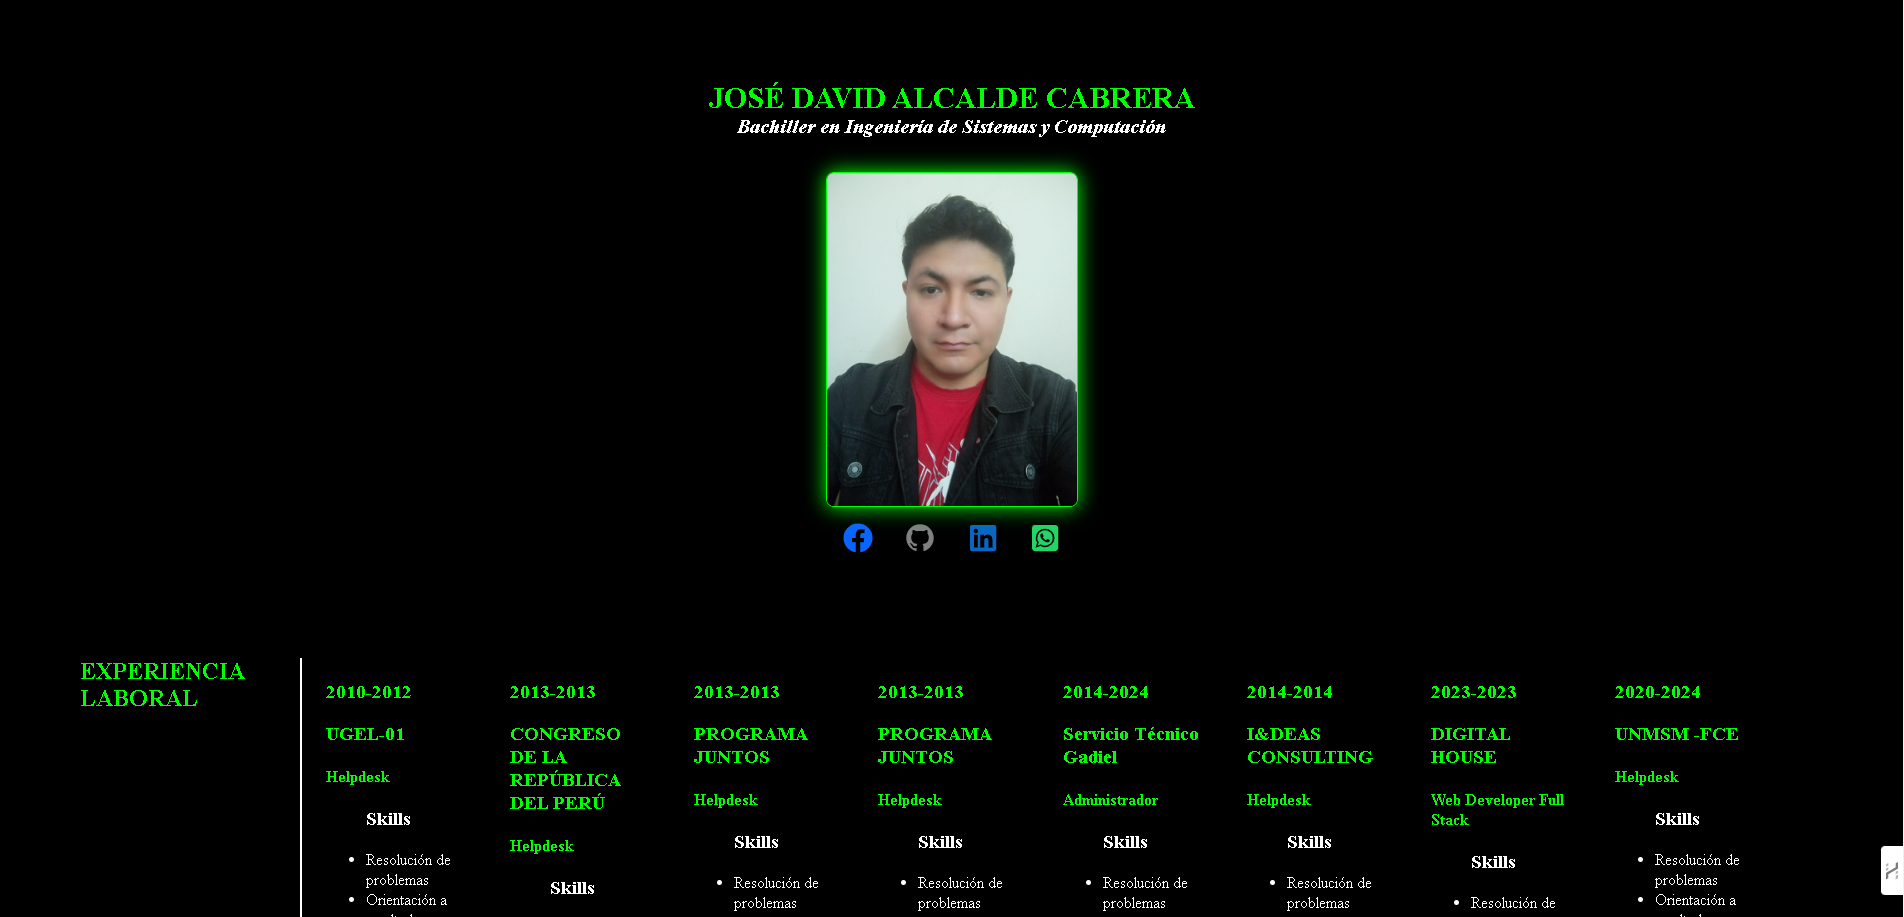 JOSÉ DAVID ALCALDE CABRERA
Bachiller en Ingeniería de Sistemas y Computación
EXPERIENCIA
LABORAL
2010-2012
UGEL-01
Helpdesk
Skills
• Resolución de
problemas
• Orientación a
2013-2013
CONGRESO
DE LA
REPÚBLICA
DEL PERÚ
Helpdesk
Skills
2013-2013
PROGRAMA
JUNTOS
Helpdesk
Skills
• Resolución de
problemas
2013-2013
PROGRAMA
JUNTOS
Helpdesk
Skills
• Resolución de
problemas
2014-2024
Servicio Técnico
Gadiel
Administrador
Skills
• Resolución de
problemas
2014-2014
I&DEAS
CONSULTING
Helpdesk
Skills
• Resolución de
problemas
2023-2023
DIGITAL
HOUSE
Web Developer Full
Stack
Skills
• Resolución de
2020-2024
UNMSM -FCE
Helpdesk
Skills
• Resolución de
problemas
• Orientación a